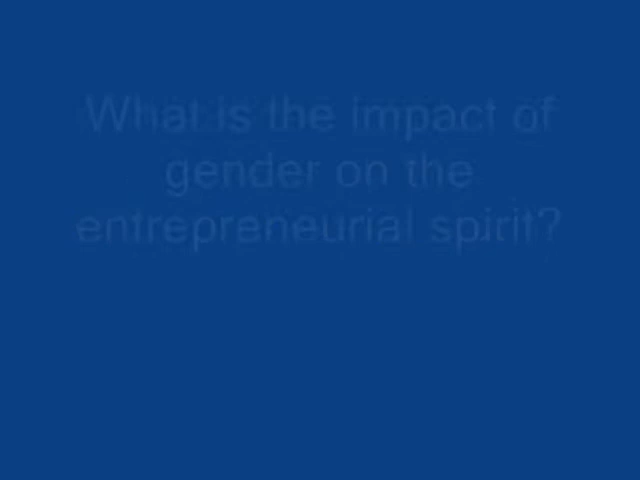 What is the impact of
gender on the
entrepreneurial spirit?